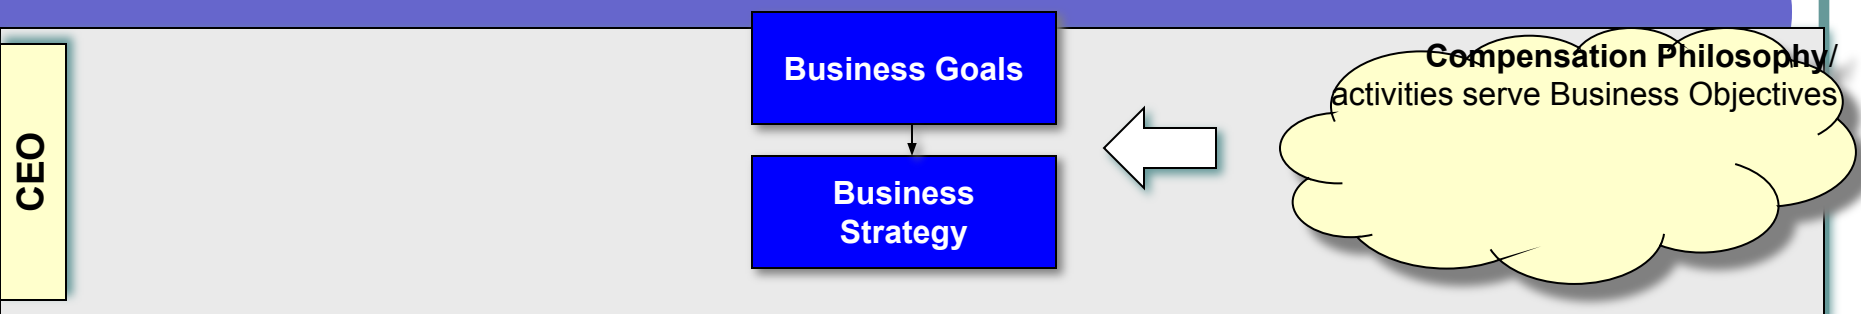 CEO
Business Goals
Business
Strategy
Compensation Philosophy/
activities serve Business Objectives